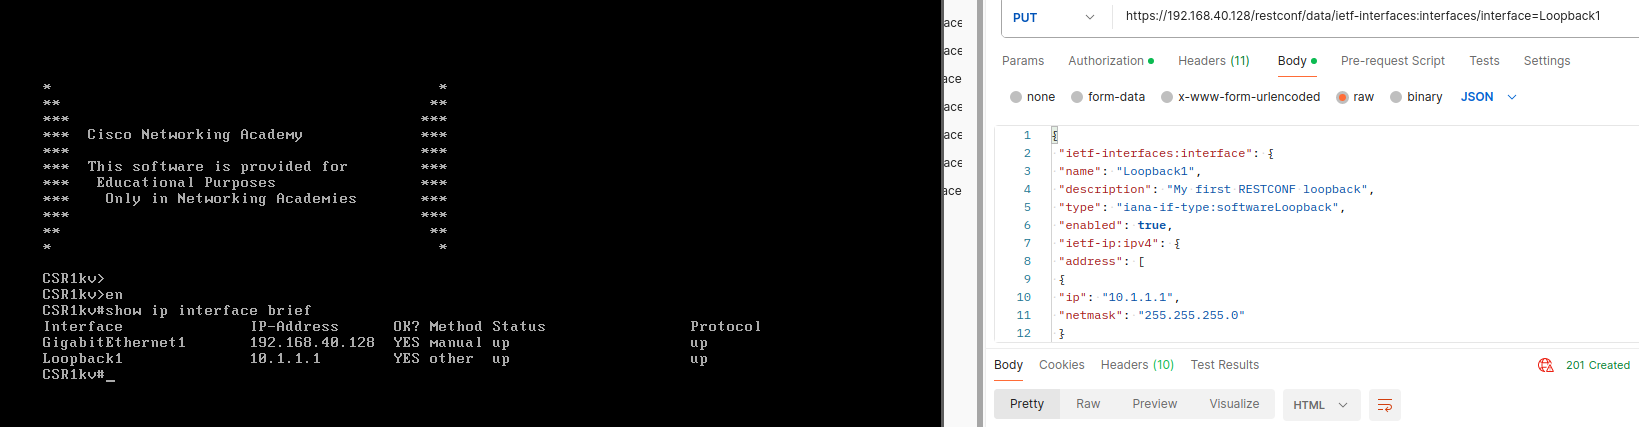 *                                           *
**                                         **
***                                       ***
***  Cisco Networking Academy             ***
***                                       ***
***  This software is provided for        ***
***   Educational Purposes                ***
***    Only in Networking Academies       ***
***                                       ***
**                                         **
*                                           *
CSR1kv>
CSR1kv>en
CSR1kv#show ip interface brief
Interface              IP-Address      OK? Method Status                Protocol
GigabitEthernet1       192.168.40.128  YES manual up                    up
Loopback1              10.1.1.1        YES other  up                    up
CSR1kv#_
ace
ace
ace
ace
ace
ace
ace
PUT https://192.168.40.128/restconf/data/ietf-interfaces:interfaces/interface=Loopback1
Params Authorization Headers (11) Body Pre-request Script Tests Settings
none form-data x-www-form-urlencoded raw binary JSON
1 {
2 "ietf-interfaces:interface": {
3 "name": "Loopback1",
4 "description": "My first RESTCONF loopback",
5 "type": "iana-if-type:softwareLoopback",
6 "enabled": true,
7 "ietf-ip:ipv4": {
8 "address": [
9 {
10 "ip": "10.1.1.1",
11 "netmask": "255.255.255.0"
12 }
Body Cookies Headers (10) Test Results 201 Created
Pretty Raw Preview Visualize HTML